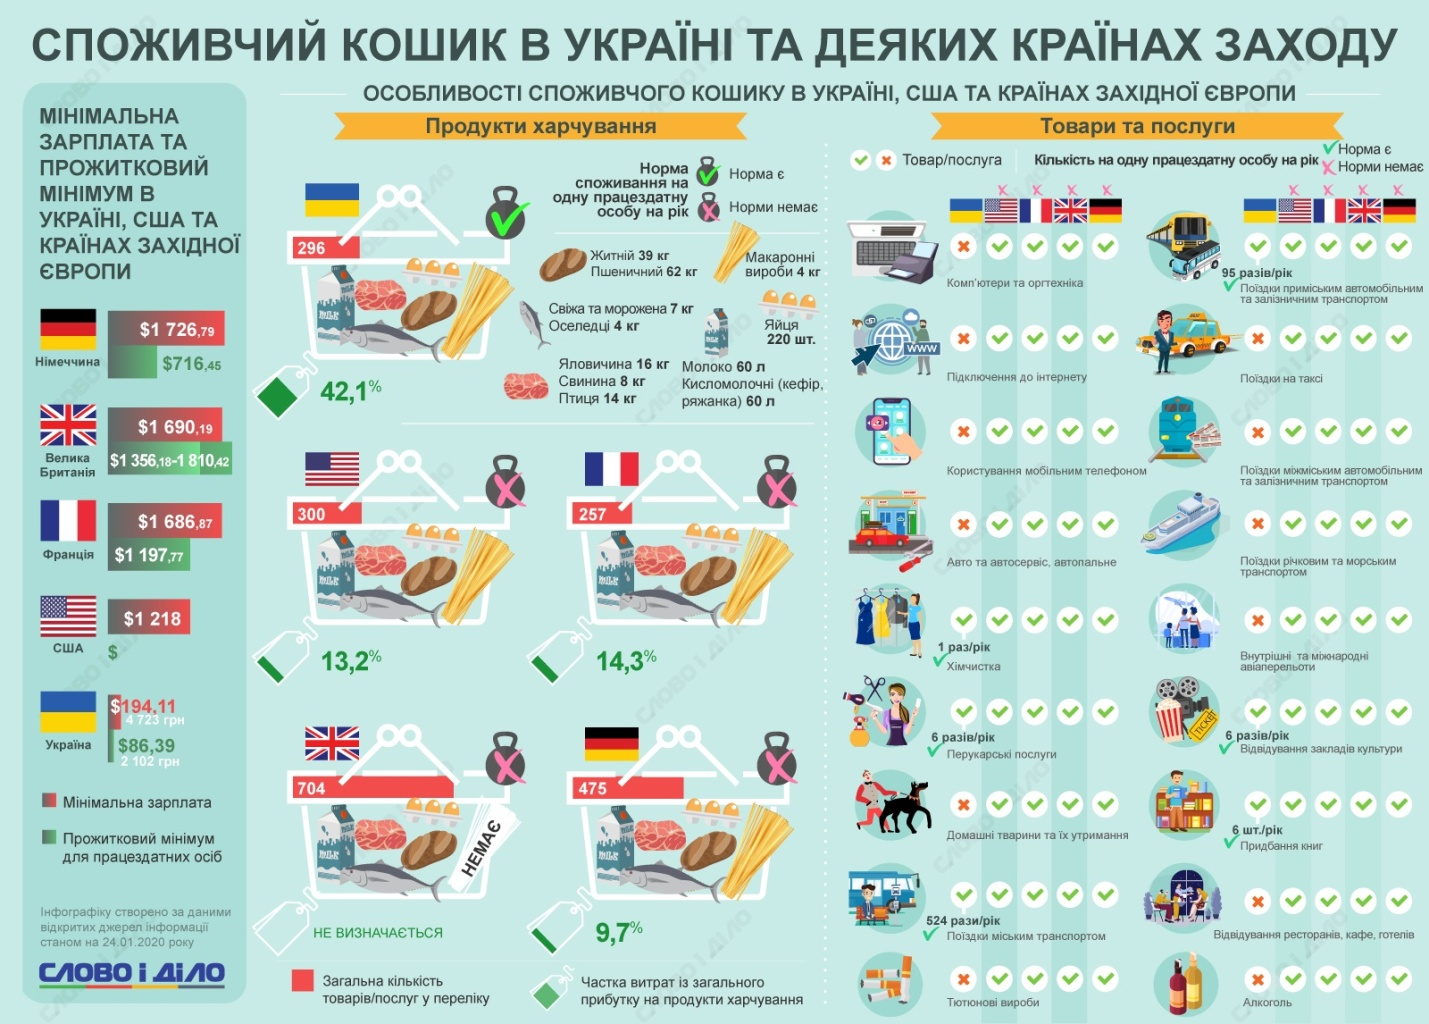 СПОЖИВЧИЙ КОШИК В УКРАЇНІ ТА ДЕЯКИХ КРАЇНАХ ЗАХОДУ
МІНІМАЛЬНА
ЗАРПЛАТА ТА
ПРОЖИТКОВИЙ
МІНІМУМ В
УКРАЇНІ, США ТА
КРАЇНАХ ЗАХІДНОЇ
ЄВРОПИ
$1 726,79
$716,45
Німеччина
$1 690,19
$1 356,18-1 810,42
Велика
Британія
$1 686,87
$1 197,77
Франція
$1 218
$
США
$194,11
4 723 грн
$86,39
2 102 грн
Україна
Мінімальна зарплата
Прожитковий мінімум
для працездатних осіб
Інфографіку створено за даними
відкритих джерел інформації
станом на 24.01.2020 року
СЛОВО і ДіЛО
ОСОБЛИВОСТІ СПОЖИВЧОГО КОШИКУ В УКРАЇНІ, США ТА КРАЇНАХ ЗАХІДНОЇ ЄВРОПИ
Продукти харчування
Норма
споживання на
одну працездатну
особу на рік
Норма є
Норми немає
296
MILK
42,1%
Житній 39 кг
Пшеничний 62 кг
Макаронні
вироби 4 кг
Свіжа та морожена 7 кг
Оселедці 4 кг
Яйця
220 шт.
Яловичина 16 кг
Свинина 8 кг
Птиця 14 кг
Молоко 60 л
Кисломолочні (кефір,
ряжанка) 60 л
300
MILK
13,2%
257
MILK
14,3%
704
MILK
НЕМАЄ
НЕ ВИЗНАЧАЄТЬСЯ
475
MILK
9,7%
Загальна кількість
товарів/послуг у переліку
Частка витрат із загального
прибутку на продукти харчування
Товари та послуги
Товар/послуга
Кількість на одну працездатну особу на рік
Норма є
Норми немає
Комп'ютери та оргтехніка
WWW
Підключення до інтернету
Користування мобільним телефоном
Авто та автосервіс, автопальне
1 раз/рік
Хімчистка
6 разів/рік
Перукарські послуги
Домашні тварини та їх утримання
524 рази/рік
Поїздки міським транспортом
Тютюнові вироби
95 разів/рік
Поїздки приміським автомобільним
та залізничним транспортом
Поїздки на таксі
Поїздки міжміським автомобільним
та залізничним транспортом
Поїздки річковим та морським
транспортом
Внутрішні та міжнародні
авіаперельоти
TICKET
6 разів/рік
Відвідування закладів культури
6 шт./рік
Придбання книг
Відвідування ресторанів, кафе, готелів
Алкоголь